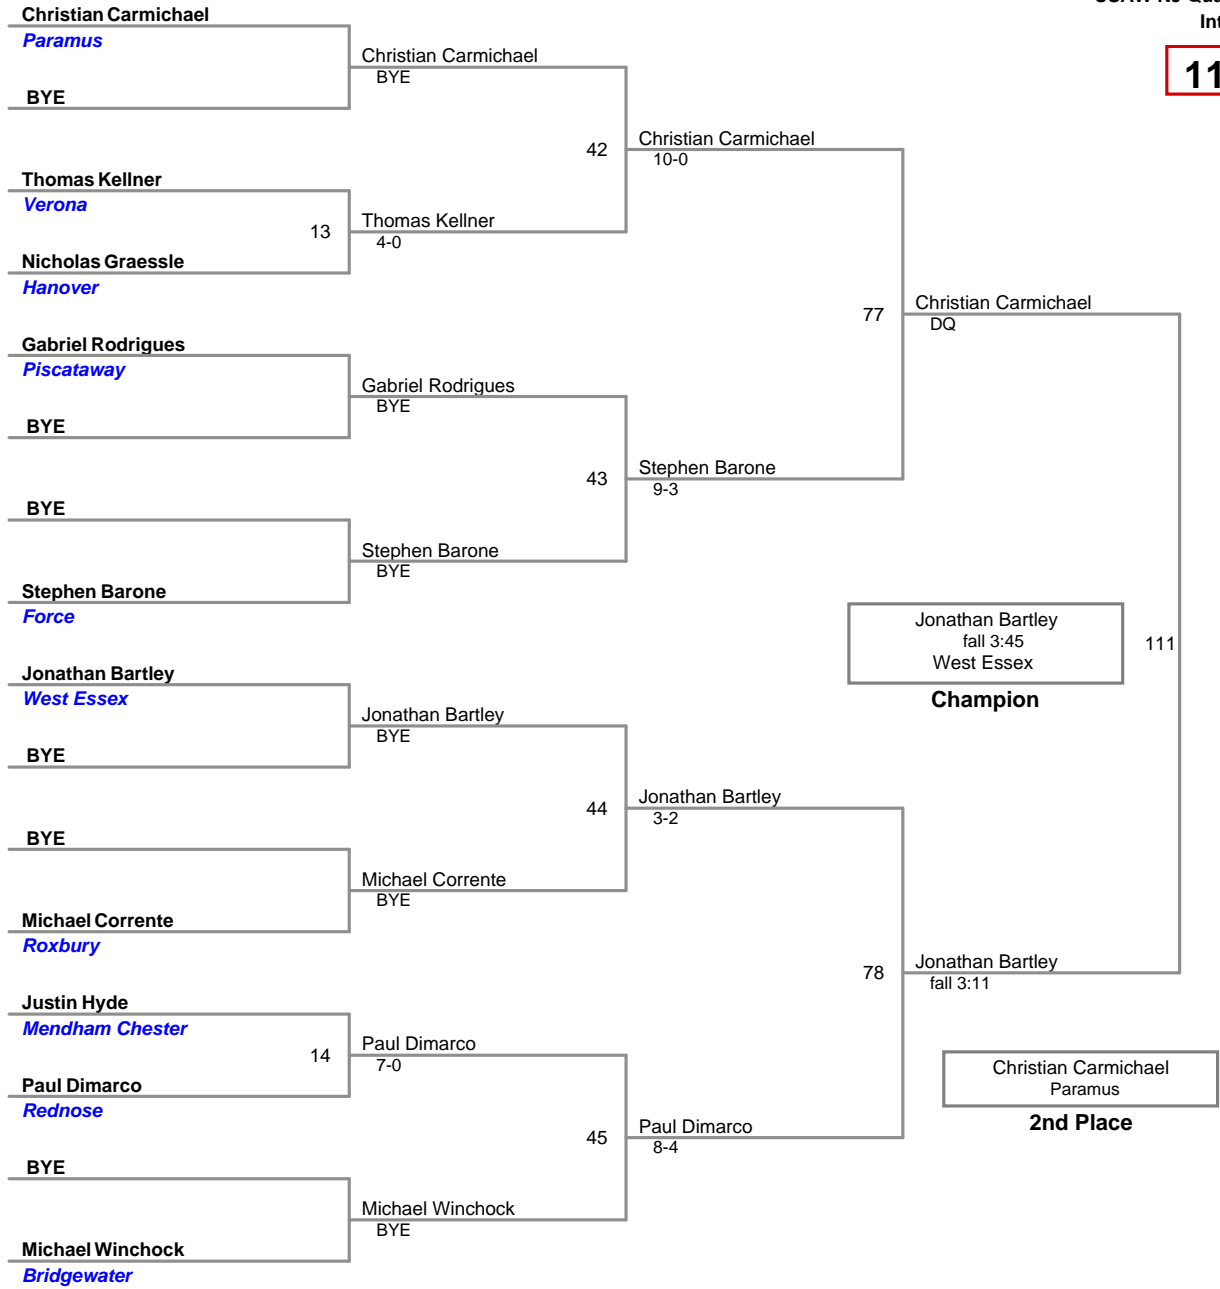 Christian Carmichael
Paramus
BYE
Thomas Kellner
Verona
13
Nicholas Graessle
Hanover
Gabriel Rodrigues
Piscataway
BYE
BYE
Stephen Barone
Force
Jonathan Bartley
West Essex
BYE
BYE
Michael Corrente
Roxbury
Justin Hyde
Mendham Chester
14
Paul Dimarco
Rednose
BYE
Michael Winchock
Bridgewater
Christian Carmichael
BYE
42
Thomas Kellner
4-0
Gabriel Rodrigues
BYE
43
Stephen Barone
BYE
Jonathan Bartley
BYE
44
Michael Corrente
BYE
Paul Dimarco
7-0
45
Michael Winchock
BYE
Christian Carmichael
10-0
77
Stephen Barone
9-3
Jonathan Bartley
3-2
78
Paul Dimarco
8-4
Christian Carmichael
DQ
111
Jonathan Bartley
fall 3:11
Jonathan Bartley
fall 3:45
West Essex
Champion
Christian Carmichael
Paramus
2nd Place
Int
11